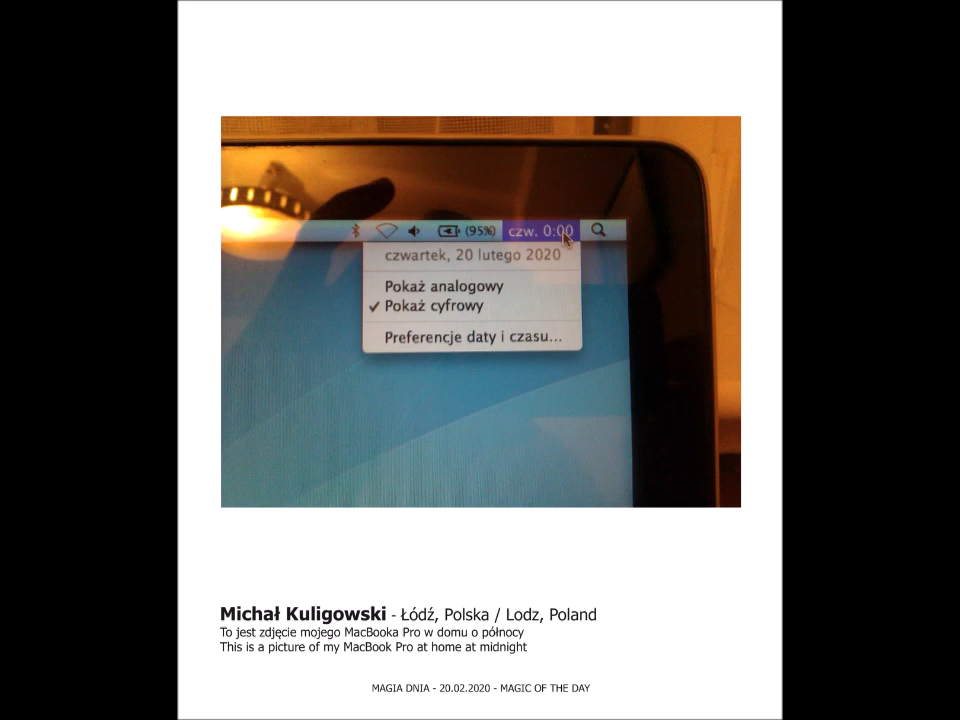 (95%) czw. 0:00
czwartek, 20 lutego 2020
Pokaż analogowy
✓ Pokaż cyfrowy
Preferencje daty i czasu...
Michał Kuligowski - Łódź, Polska / Lodz, Poland
To jest zdjęcie mojego MacBooka Pro w domu o północy
This is a picture of my MacBook Pro at home at midnight
MAGIA DNIA - 20.02.2020 - MAGIC OF THE DAY